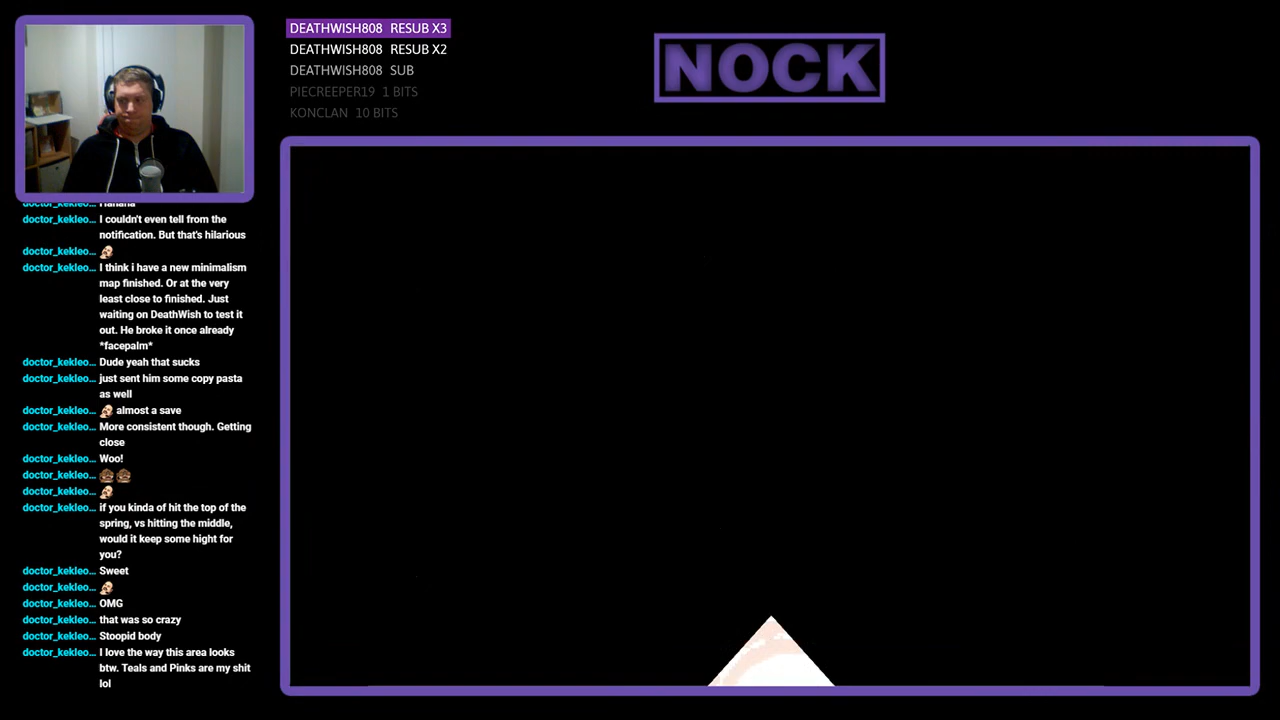 DEATHWISH808 RESUB X3
DEATHWISH808 RESUB X2
DEATHWISH808 SUB
PIECREEPER19 1 BITS
KONCLAN 10 BITS
NOCK
doctor_kekleo... Hahaha
doctor_kekleo... I couldn't even tell from the
notification. But that's hilarious
doctor_kekleo...
doctor_kekleo... I think i have a new minimalism
map finished. Or at the very
least close to finished. Just
waiting on DeathWish to test it
out. He broke it once already
*facepalm*
doctor_kekleo... Dude yeah that sucks
doctor_kekleo... just sent him some copy pasta
as well
doctor_kekleo... almost a save
doctor_kekleo... More consistent though. Getting
close
doctor_kekleo... Woo!
doctor_kekleo...
doctor_kekleo...
doctor_kekleo... if you kinda of hit the top of the
spring, vs hitting the middle,
would it keep some hight for
you?
doctor_kekleo... Sweet
doctor_kekleo...
doctor_kekleo... OMG
doctor_kekleo... that was so crazy
doctor_kekleo... Stoopid body
doctor_kekleo... I love the way this area looks
btw. Teals and Pinks are my shit
lol